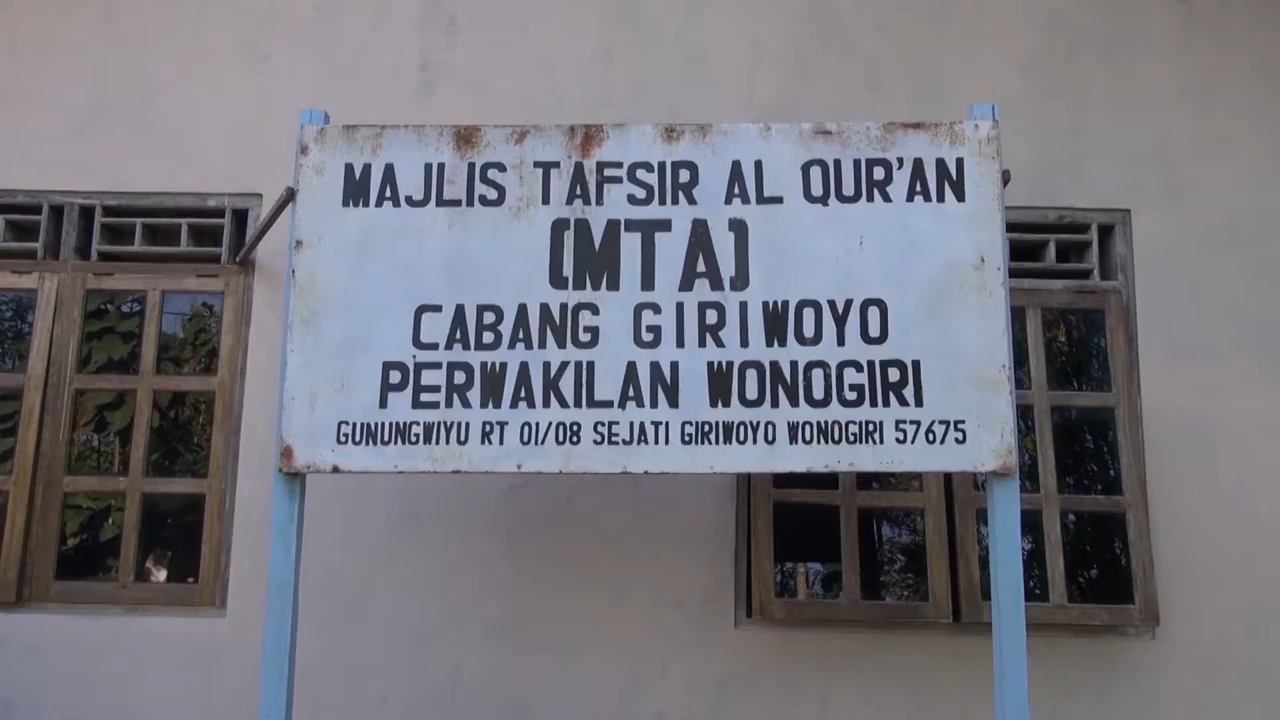 MAJLIS TAFSIR AL QUR'AN
(MTA)
CABANG GIRIWOYO
PERWAKILAN WONOGIRI
GUNUNGWIYU RT 01/08 SEJATI GIRIWOYO WONOGIRI 57675